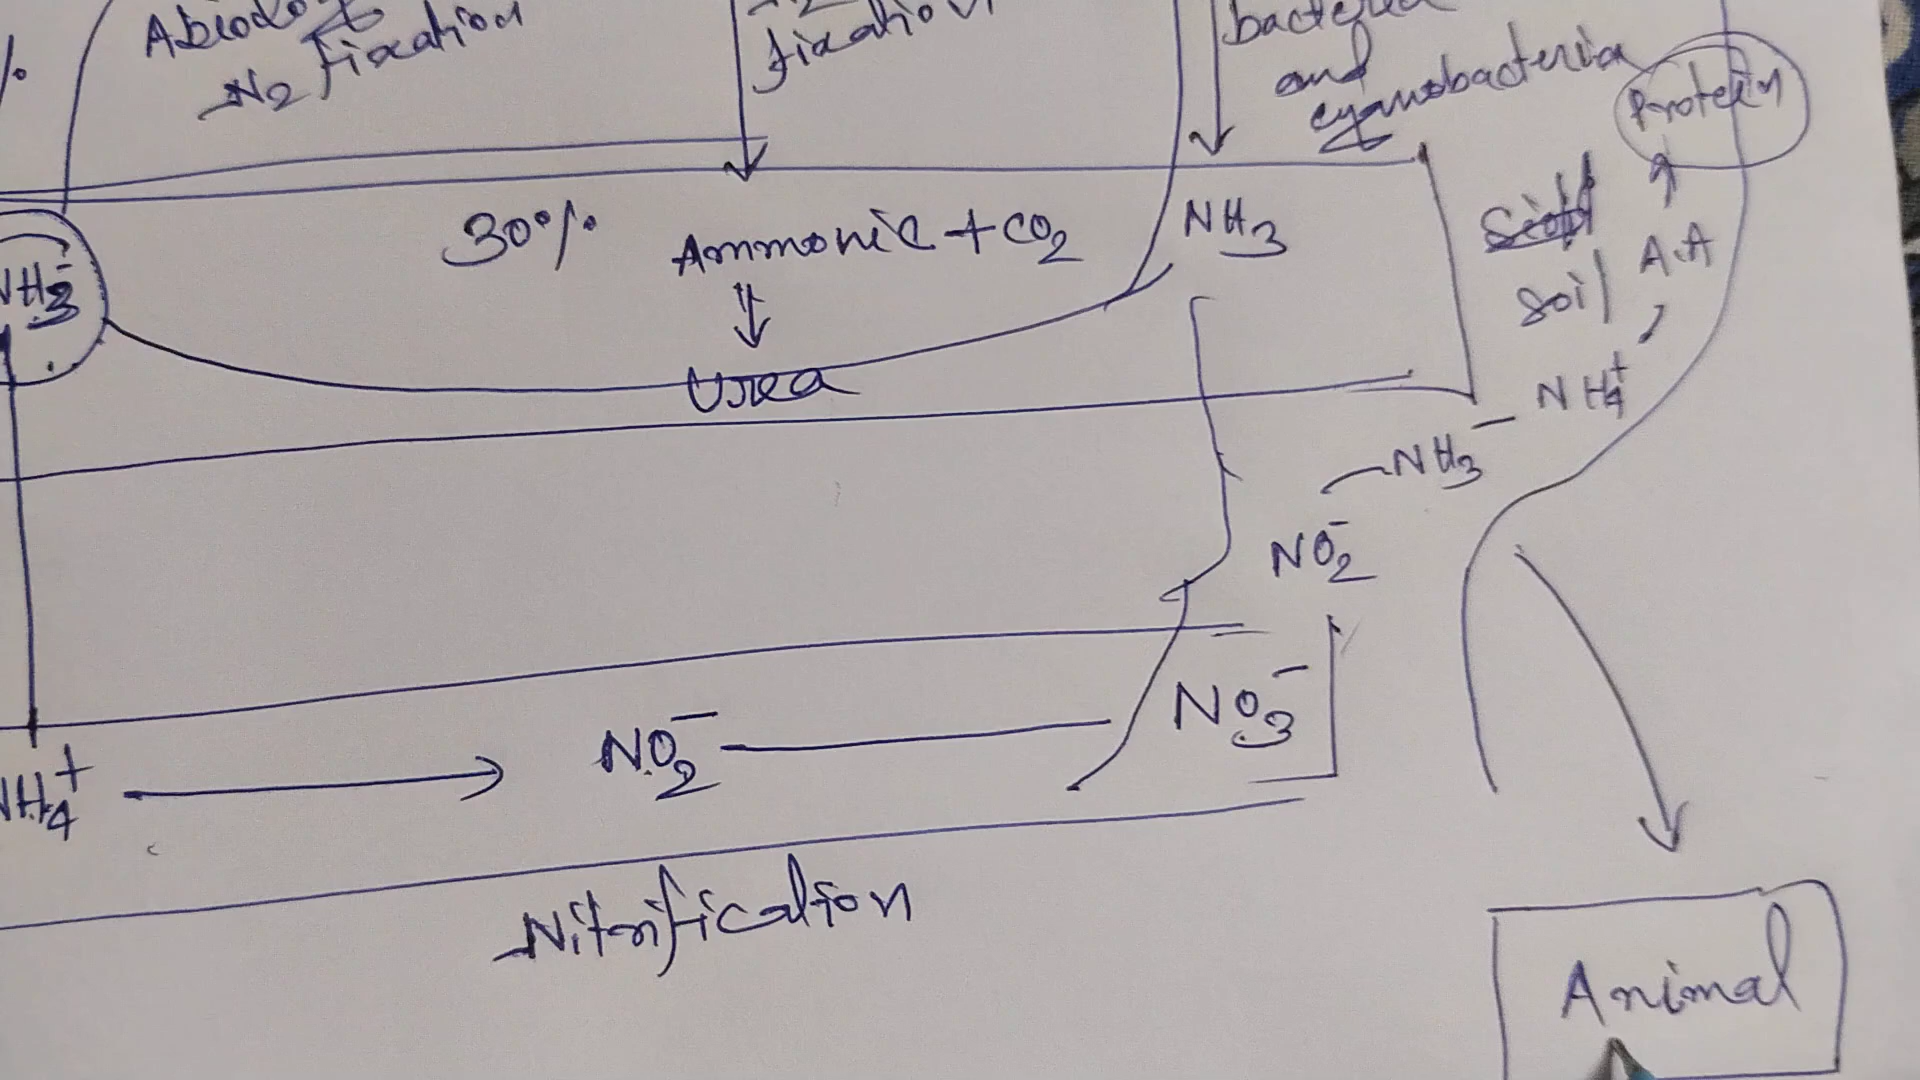 %
N2 fixation
fixation
bacteria
and
cyanobacteria
Protein
30%
Ammonia + CO2
NH3
Soil
A.A
NH3
Urea
NH4+
NH3
NO2-
NO3-
NH4+
NO2-
Nitrification
Animal